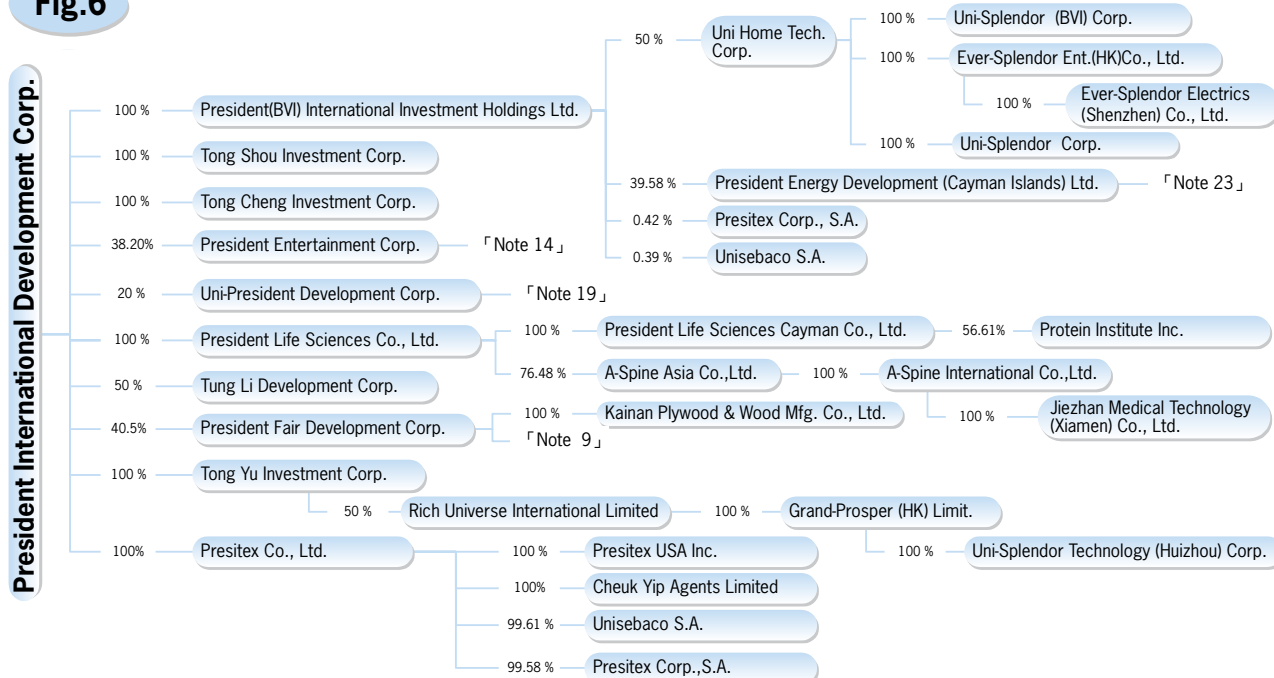 Fig.6
President International Development Corp.
100 % President(BVI) International Investment Holdings Ltd.
50 % Uni Home Tech.
Corp.
100 % Uni-Splendor (BVI) Corp.
100 % Ever-Splendor Ent.(HK)Co., Ltd.
100 % Ever-Splendor Electrics
(Shenzhen) Co., Ltd.
100 % Uni-Splendor Corp.
39.58 % President Energy Development (Cayman Islands) Ltd. 「Note 23」
0.42 % Presitex Corp., S.A.
0.39 % Unisebaco S.A.
100 % Tong Shou Investment Corp.
100 % Tong Cheng Investment Corp.
38.20% President Entertainment Corp. 「Note 14」
20 % Uni-President Development Corp. 「Note 19」
100 % President Life Sciences Co., Ltd.
100 % President Life Sciences Cayman Co., Ltd. 56.61% Protein Institute Inc.
76.48 % A-Spine Asia Co.,Ltd. 100 % A-Spine International Co.,Ltd.
100 % Jiezhan Medical Technology
(Xiamen) Co., Ltd.
50 % Tung Li Development Corp.
40.5% President Fair Development Corp.
100 % Kainan Plywood & Wood Mfg. Co., Ltd.
「Note 9」
100 % Tong Yu Investment Corp.
50 % Rich Universe International Limited 100 % Grand-Prosper (HK) Limit.
100 % Uni-Splendor Technology (Huizhou) Corp.
100% Presitex Co., Ltd.
100 % Presitex USA Inc.
100% Cheuk Yip Agents Limited
99.61 % Unisebaco S.A.
99.58 % Presitex Corp.,S.A.